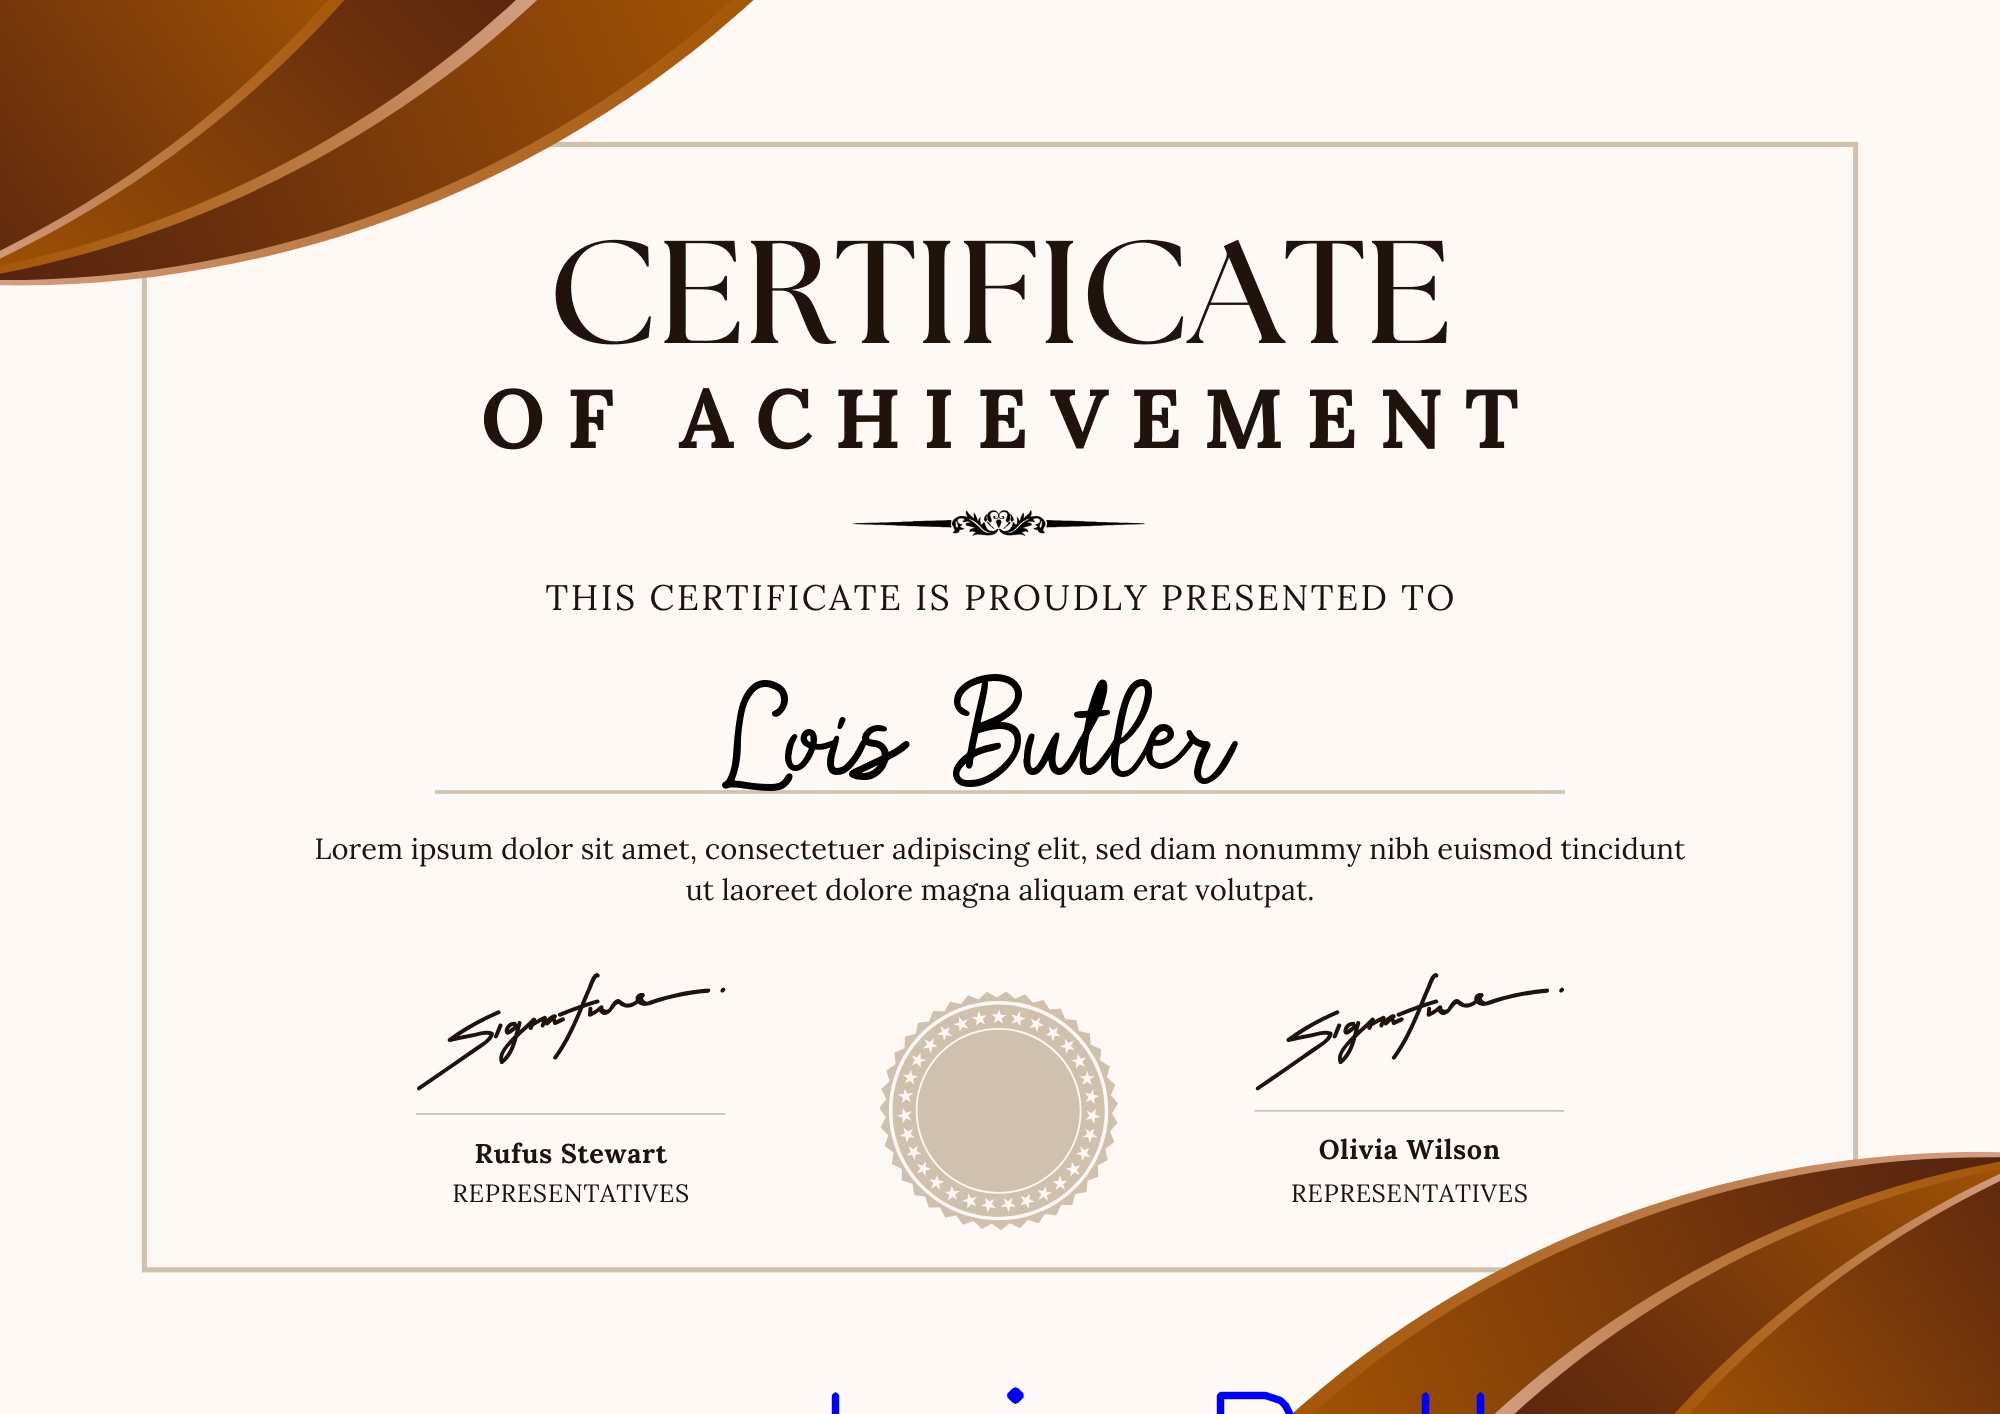 CERTIFICATE
OF ACHIEVEMENT
THIS CERTIFICATE IS PROUDLY PRESENTED TO
Lois Butler
Lorem ipsum dolor sit amet, consectetuer adipiscing elit, sed diam nonummy nibh euismod tincidunt
ut laoreet dolore magna aliquam erat volutpat.
Signature Signature
Rufus Stewart Olivia Wilson
REPRESENTATIVES REPRESENTATIVES